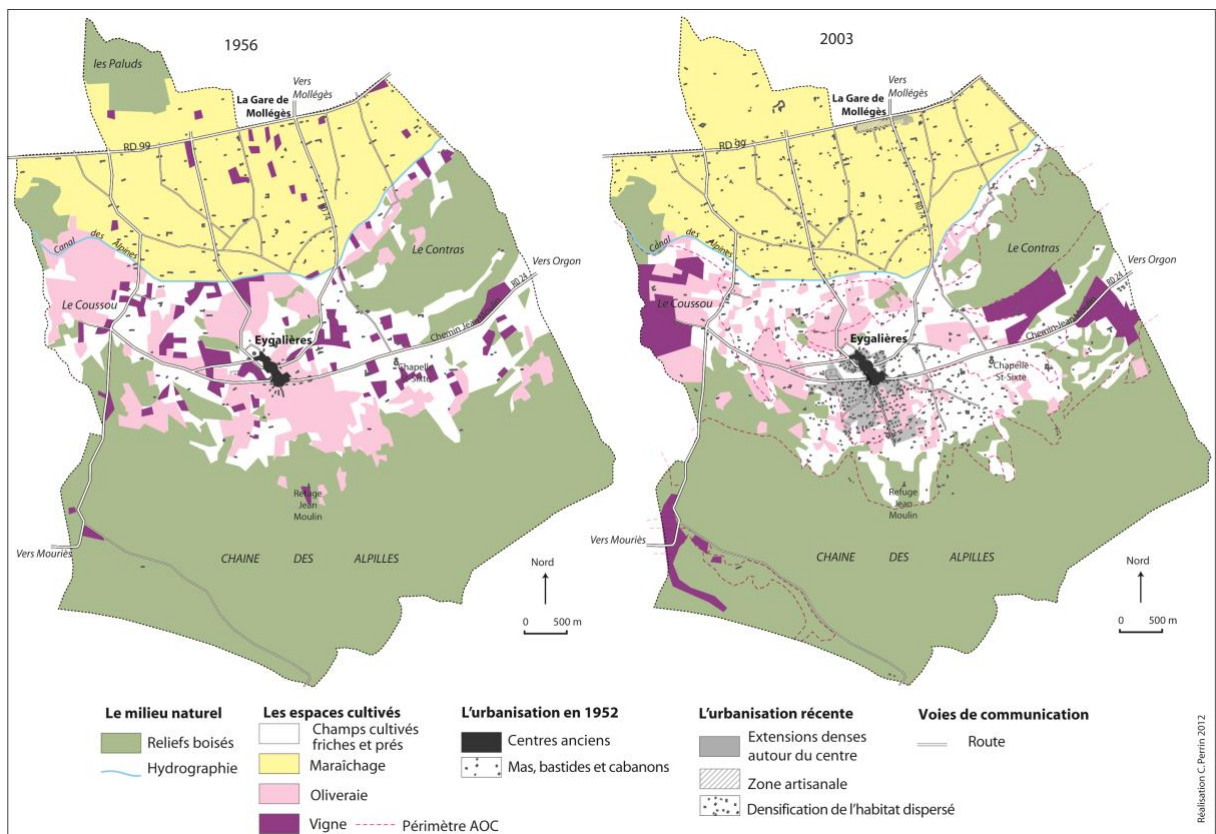 1956
les Paluds
Vers
Mollégès
La Gare de
Mollégès
RD 99
RD 74
Canal des Alpines
Le Contras
Vers Orgon
RD 24
Le Coussou
Chemin Jean Moulin
Eygalières
Chapelle
St-Sixte
Refuge
Jean
Moulin
Vers Mouriès
CHAINE DES ALPILLES
Nord
0 500 m
2003
Vers
Mollégès
La Gare de
Mollégès
RD 99
RD 74
Canal des Alpines
Le Contras
Vers Orgon
RD 24
Le Coussou
Chemin Jean Moulin
Eygalières
Chapelle
St-Sixte
Refuge
Jean
Moulin
Vers Mouriès
CHAINE DES ALPILLES
Nord
0 500 m
Le milieu naturel
Reliefs boisés
Hydrographie
Les espaces cultivés
Champs cultivés
friches et prés
Maraîchage
Oliveraie
Vigne
Périmètre AOC
L'urbanisation en 1952
Centres anciens
Mas, bastides et cabanons
L'urbanisation récente
Extensions denses
autour du centre
Zone artisanale
Densification de l'habitat dispersé
Voies de communication
Route
Réalisation C. Perrin 2012